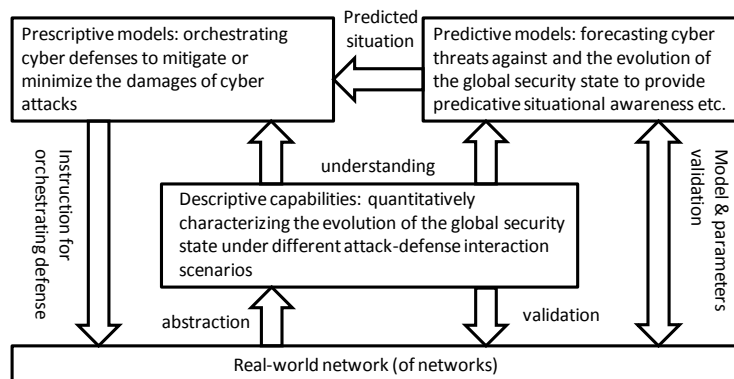 Prescriptive models: orchestrating
cyber defenses to mitigate or
minimize the damages of cyber
attacks
Predicted
situation
Predictive models: forecasting cyber
threats against and the evolution of
the global security state to provide
predicative situational awareness etc.
Instruction for
orchestrating defense
understanding
Model & parameters
validation
Descriptive capabilities: quantitatively
characterizing the evolution of the global security
state under different attack-defense interaction
scenarios
abstraction
validation
Real-world network (of networks)